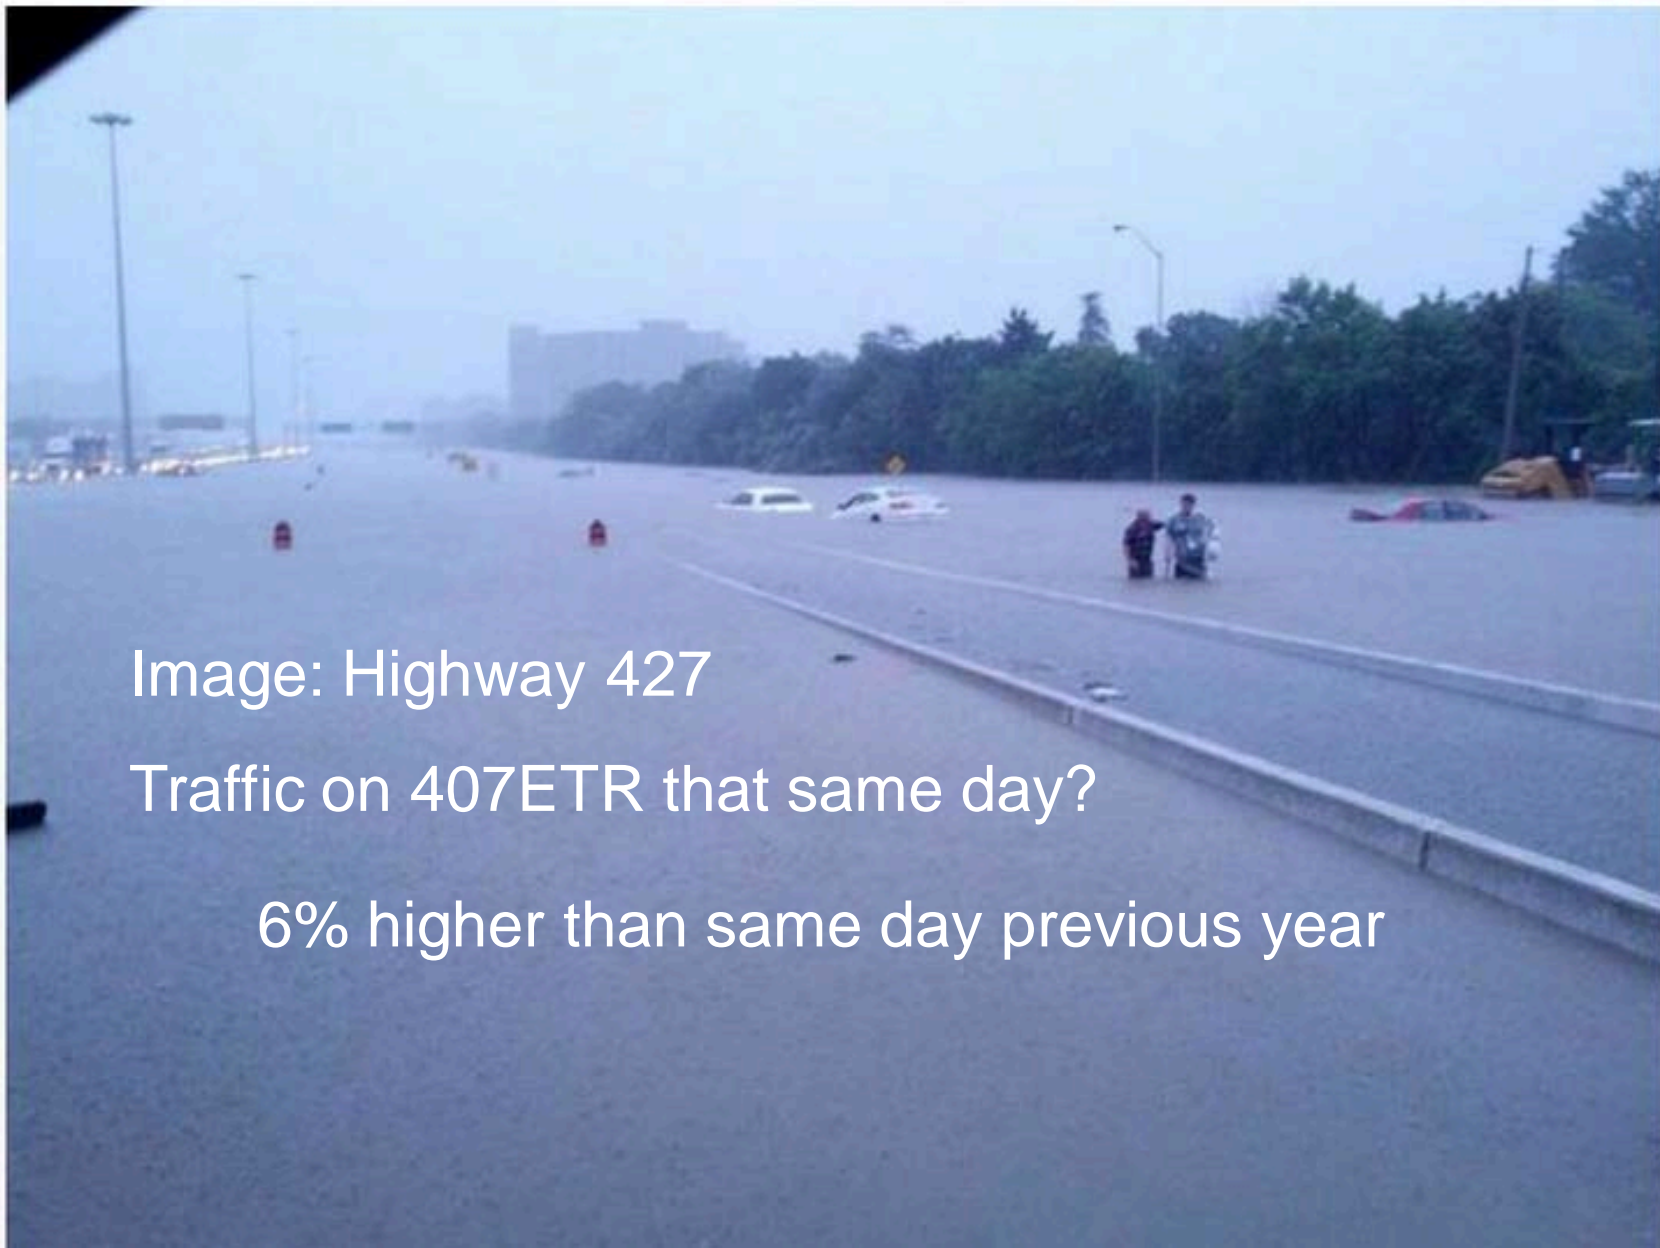 Image: Highway 427
Traffic on 407ETR that same day?
6% higher than same day previous year